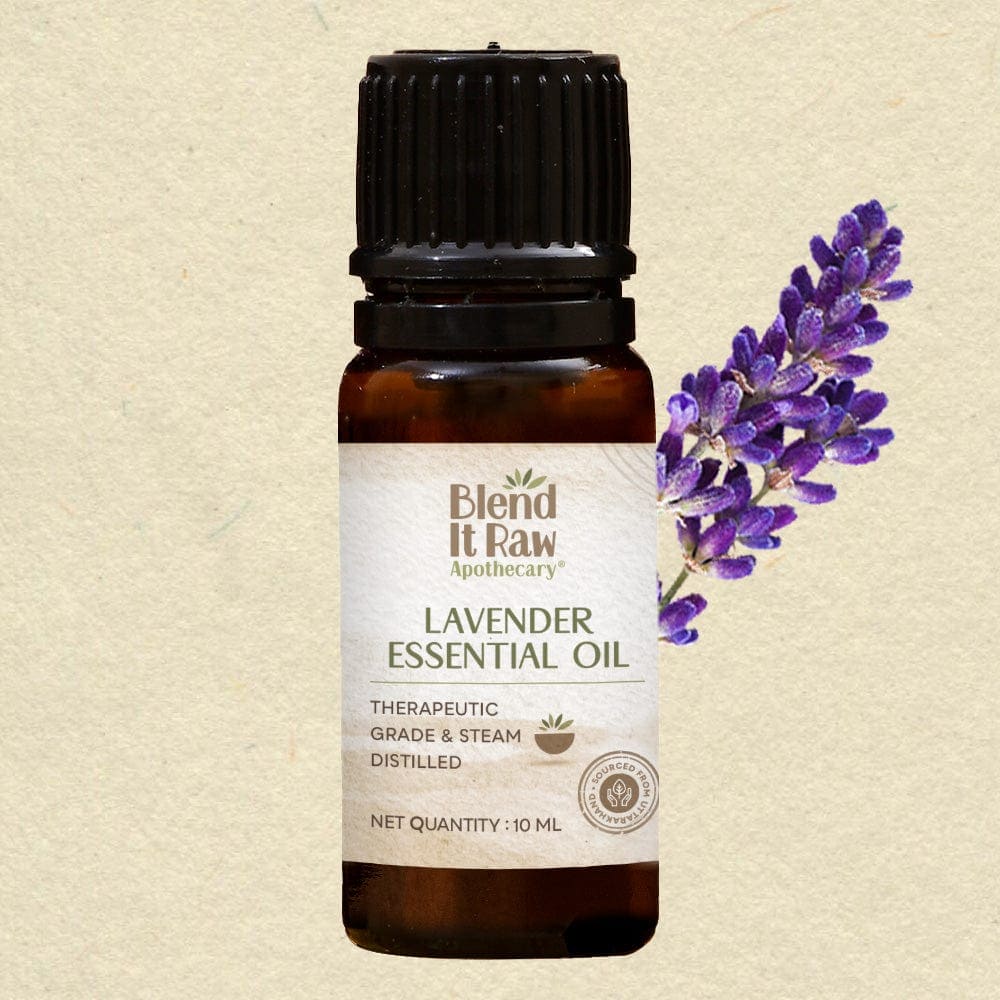 Blend
It Raw
Apothecary®
LAVENDER
ESSENTIAL OIL
THERAPEUTIC
GRADE & STEAM
DISTILLED
SOURCED FROM UTTARAKHAND
NET QUANTITY : 10 ML